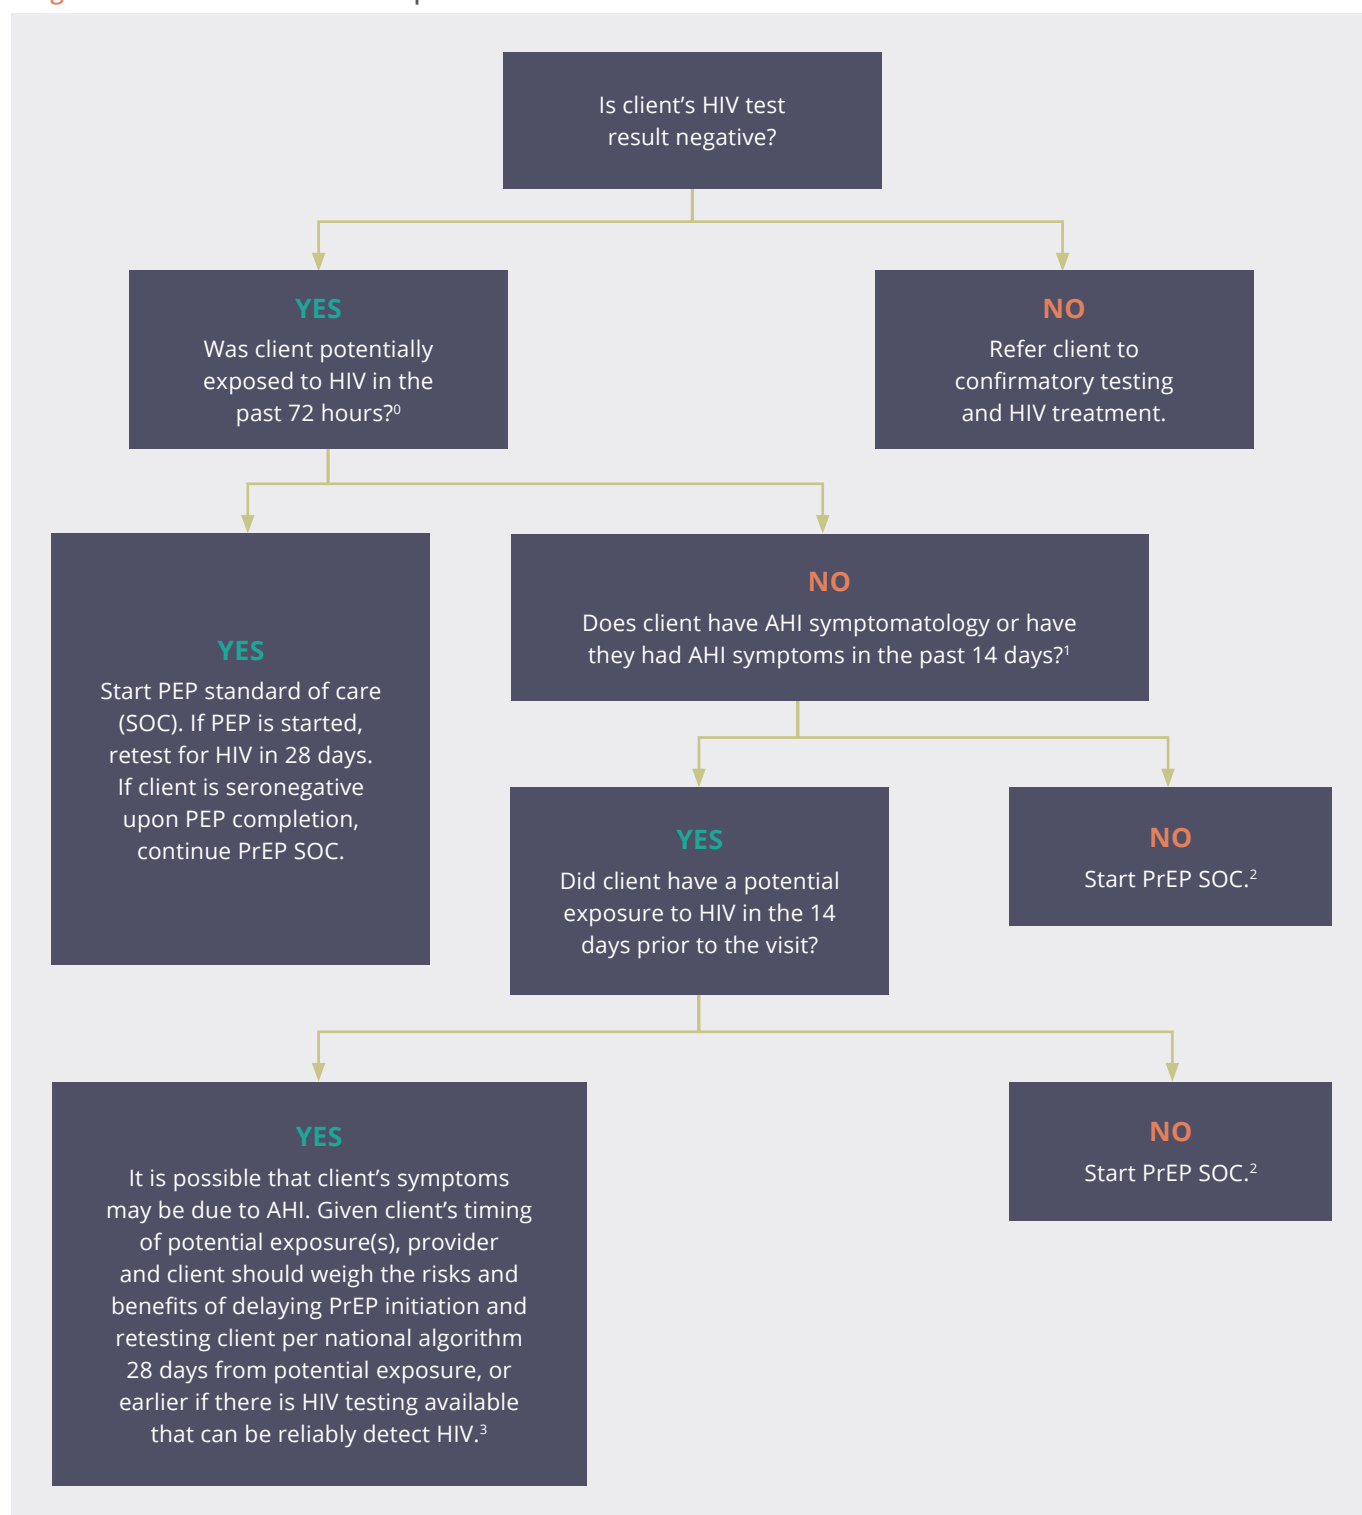 Is client’s HIV test
result negative?
YES
Was client potentially
exposed to HIV in the
past 72 hours?⁰
NO
Refer client to
confirmatory testing
and HIV treatment.
YES
Start PEP standard of care
(SOC). If PEP is started,
retest for HIV in 28 days.
If client is seronegative
upon PEP completion,
continue PrEP SOC.
NO
Does client have AHI symptomatology or have
they had AHI symptoms in the past 14 days?¹
YES
Did client have a potential
exposure to HIV in the 14
days prior to the visit?
NO
Start PrEP SOC.²
YES
It is possible that client’s symptoms
may be due to AHI. Given client’s timing
of potential exposure(s), provider
and client should weigh the risks and
benefits of delaying PrEP initiation and
retesting client per national algorithm
28 days from potential exposure, or
earlier if there is HIV testing available
that can be reliably detect HIV.³
NO
Start PrEP SOC.²